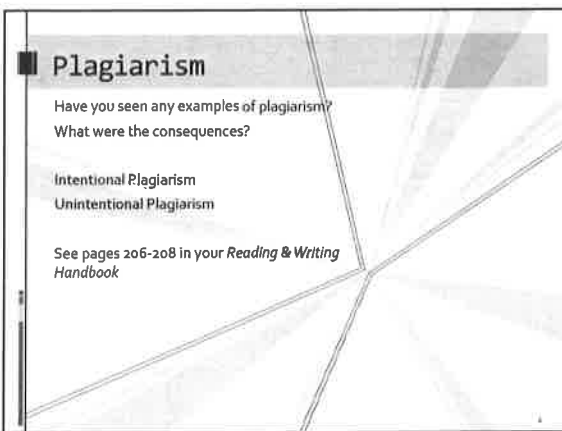 Plagiarism
Have you seen any examples of plagiarism?
What were the consequences?
Intentional Plagiarism
Unintentional Plagiarism
See pages 206-208 in your Reading & Writing
Handbook